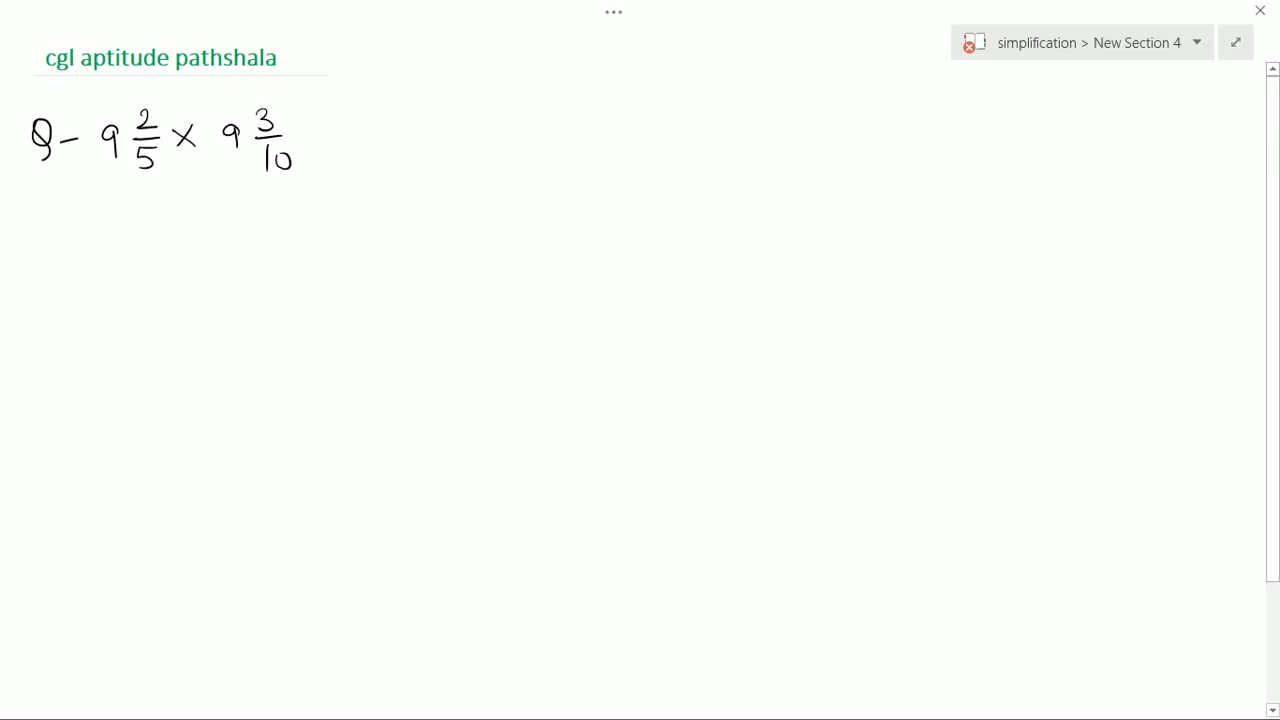 simplification > New Section 4
cgl aptitude pathshala
Q- 9 2/5 × 9 3/10